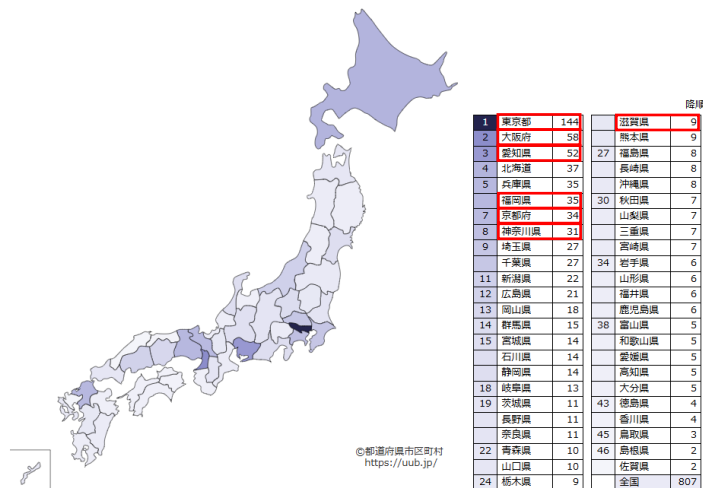 降順
1 東京都 144
2 大阪府 58
3 愛知県 52
4 北海道 37
5 兵庫県 35
福岡県 35
7 京都府 34
8 神奈川県 31
9 埼玉県 27
千葉県 27
11 新潟県 22
12 広島県 21
13 岡山県 18
14 群馬県 15
15 宮城県 14
石川県 14
静岡県 14
18 岐阜県 13
19 茨城県 11
長野県 11
奈良県 11
22 青森県 10
山口県 10
24 栃木県 9
滋賀県 9
熊本県 9
27 福島県 8
長崎県 8
沖縄県 8
30 秋田県 7
山梨県 7
三重県 7
宮崎県 7
34 岩手県 6
山形県 6
福井県 6
鹿児島県 6
38 富山県 5
和歌山県 5
愛媛県 5
高知県 5
大分県 5
43 徳島県 4
香川県 4
45 鳥取県 3
46 島根県 2
佐賀県 2
全国 807
©都道府県市区町村
https://uub.jp/